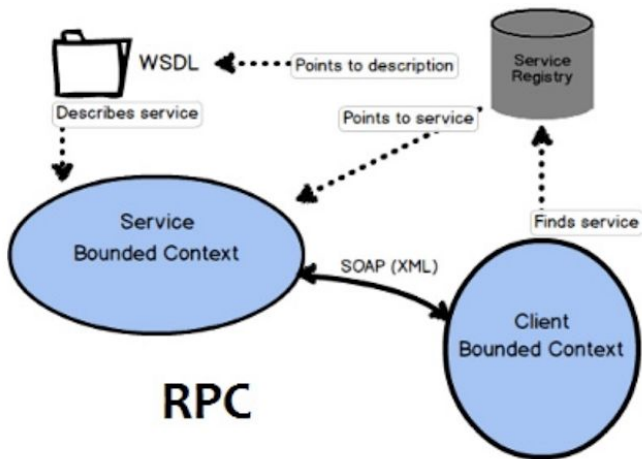 WSDL
Points to description
Service
Registry
Describes service
Points to service
Service
Bounded Context
Finds service
SOAP (XML)
Client
Bounded Context
RPC